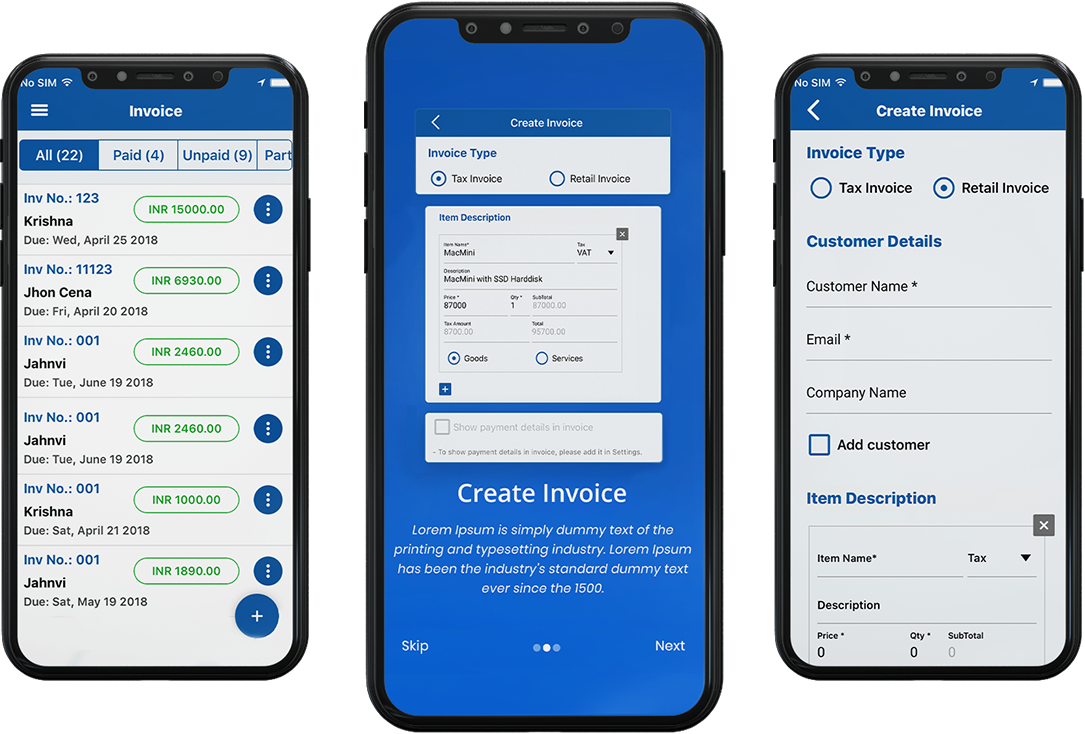 No SIM
Invoice
All (22) Paid (4) Unpaid (9) Part
Inv No.: 123
INR 15000.00
Krishna
Due: Wed, April 25 2018
Inv No.: 11123
INR 6930.00
Jhon Cena
Due: Fri, April 20 2018
Inv No.: 001
INR 2460.00
Jahnvi
Due: Tue, June 19 2018
Inv No.: 001
INR 2460.00
Jahnvi
Due: Tue, June 19 2018
Inv No.: 001
INR 1000.00
Krishna
Due: Sat, April 21 2018
Inv No.: 001
INR 1890.00
Jahnvi
Due: Sat, May 19 2018
+
Create Invoice
Invoice Type
Tax Invoice Retail Invoice
Item Description
Item Name* Tax
MacMini VAT
Description
MacMini with SSD Harddisk
Price * Qty * SubTotal
87000 1 87000.00
Tax Amount Total
8700.00 95700.00
Goods Services
+
Show payment details in invoice
- To show payment details in invoice, please add it in Settings.
Create Invoice
Lorem Ipsum is simply dummy text of the
printing and typesetting industry. Lorem Ipsum
has been the industry's standard dummy text
ever since the 1500.
Skip Next
No SIM
Create Invoice
Invoice Type
Tax Invoice Retail Invoice
Customer Details
Customer Name *
Email *
Company Name
Add customer
Item Description
Item Name* Tax
Description
Price * Qty * SubTotal
0 0 0